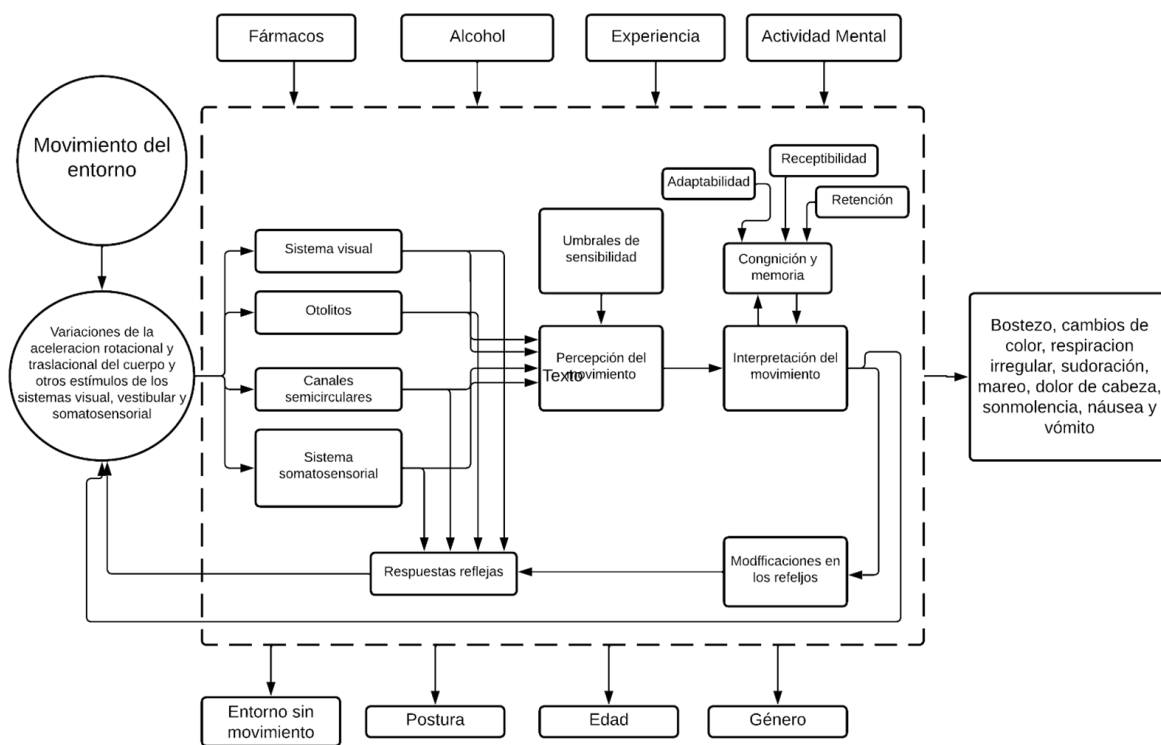 Fármacos
Alcohol
Experiencia
Actividad Mental
Movimiento del
entorno
Receptibilidad
Adaptabilidad
Retención
Sistema visual
Umbrales de
sensibilidad
Congnición y
memoria
Otolitos
Variaciones de la
aceleracion rotacional y
traslacional del cuerpo y
otros estímulos de los
sistemas visual, vestibular y
somatosensorial
Canales
semicirculares
Percepción del
movimiento
Texto
Interpretación del
movimiento
Bostezo, cambios de
color, respiracion
irregular, sudoración,
mareo, dolor de cabeza,
sonmolencia, náusea y
vómito
Sistema
somatosensorial
Respuestas reflejas
Modfficaciones en
los refeljos
Entorno sin
movimiento
Postura
Edad
Género